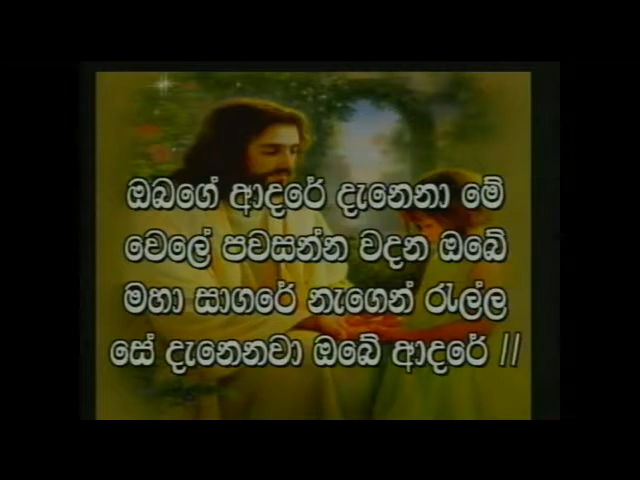 ඔබගේ ආදරේ දැනෙනා මේ
වෙලේ පවසන්න වදන ඔබේ
මහා සාගරේ නැගෙන් රැල්ල
සේ දැනෙනවා ඔබේ ආදරේ //